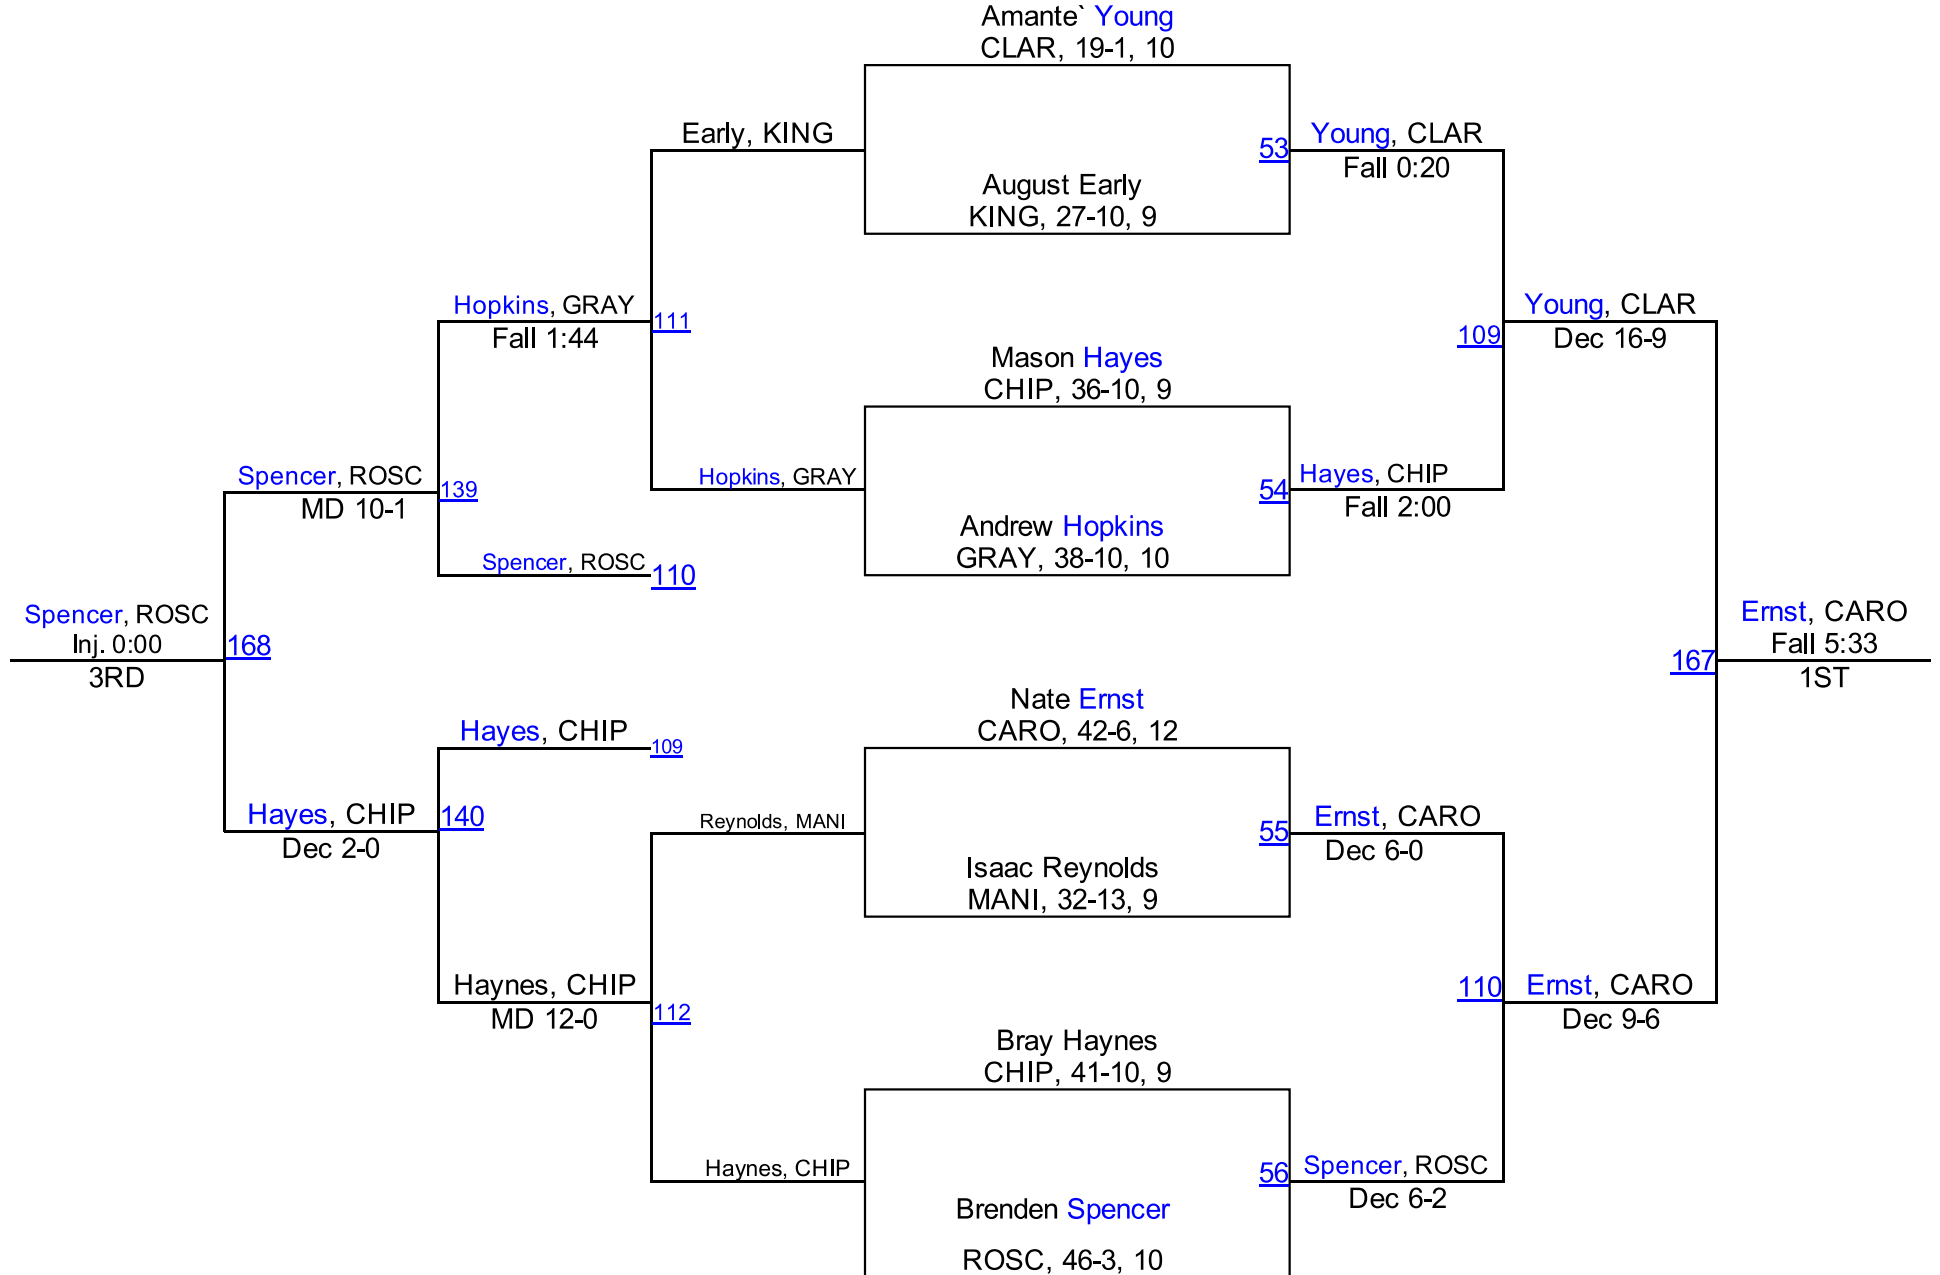 Amante` Young
CLAR, 19-1, 10
Early, KING
53
Young, CLAR
Fall 0:20
August Early
KING, 27-10, 9
Hopkins, GRAY
Fall 1:44
111
Young, CLAR
Dec 16-9
109
Mason Hayes
CHIP, 36-10, 9
Spencer, ROSC
MD 10-1
139
Hopkins, GRAY
54
Hayes, CHIP
Fall 2:00
Andrew Hopkins
GRAY, 38-10, 10
Spencer, ROSC
110
Spencer, ROSC
Inj. 0:00
3RD
168
Ernst, CARO
Fall 5:33
1ST
167
Nate Ernst
CARO, 42-6, 12
Hayes, CHIP
109
Hayes, CHIP
Dec 2-0
140
Reynolds, MANI
55
Ernst, CARO
Dec 6-0
Isaac Reynolds
MANI, 32-13, 9
Haynes, CHIP
MD 12-0
112
110
Ernst, CARO
Dec 9-6
Bray Haynes
CHIP, 41-10, 9
Haynes, CHIP
56
Spencer, ROSC
Dec 6-2
Brenden Spencer
ROSC, 46-3, 10